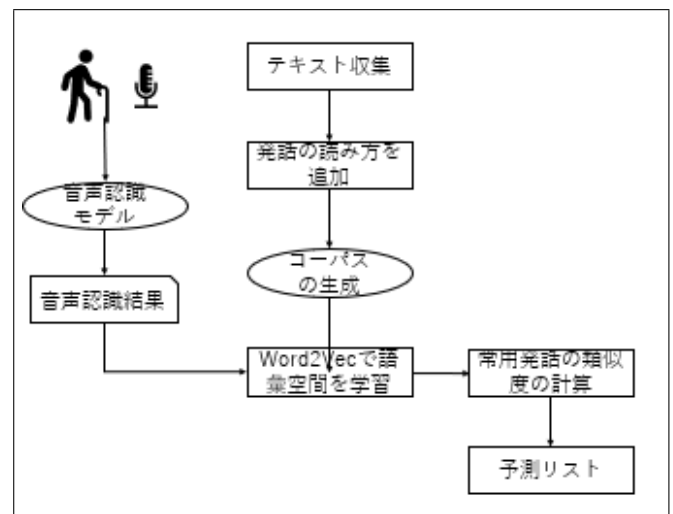 テキスト収集
発話の読み方を
追加
音声認識
モデル
コーパス
の生成
音声認識結果
Word2Vecで語
彙空間を学習
常用発話の類似
度の計算
予測リスト